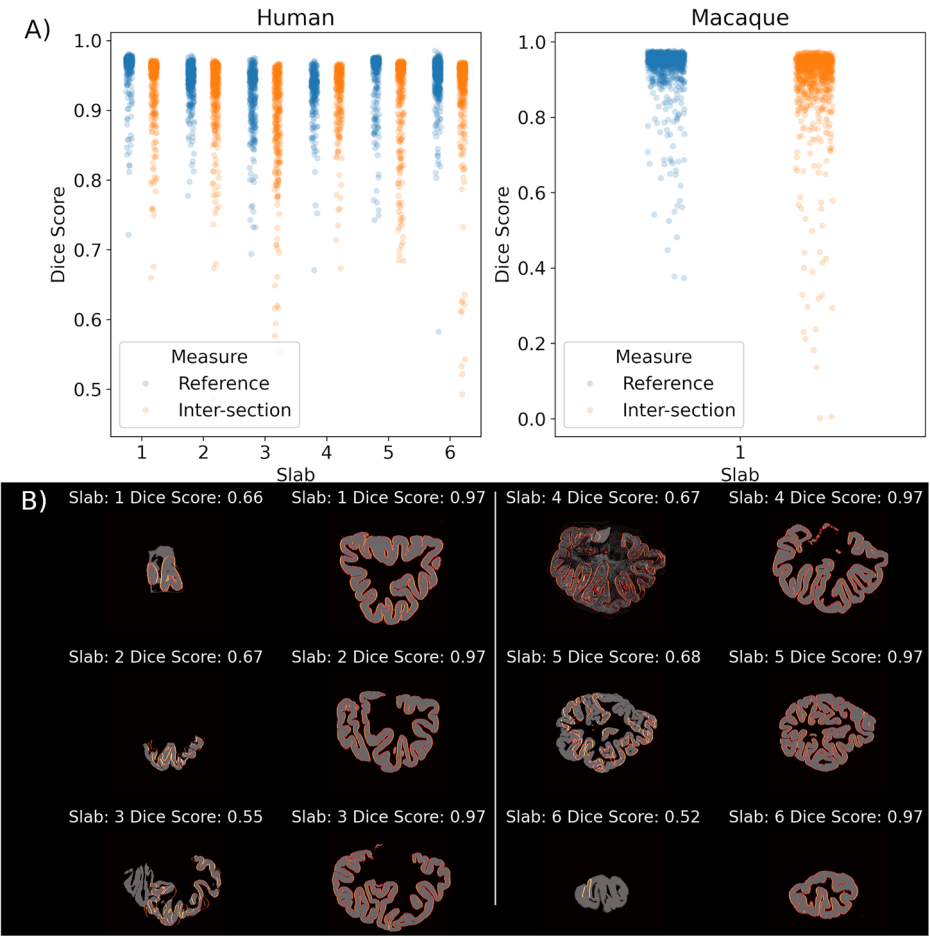 A)
Human
Macaque
Dice Score
1.0
0.9
0.8
0.7
0.6
0.5
Measure
Reference
Inter-section
1 2 3 4 5 6
Slab
Dice Score
1.0
0.8
0.6
0.4
0.2
0.0
Measure
Reference
Inter-section
1
Slab
B)
Slab: 1 Dice Score: 0.66
Slab: 1 Dice Score: 0.97
Slab: 4 Dice Score: 0.67
Slab: 4 Dice Score: 0.97
Slab: 2 Dice Score: 0.67
Slab: 2 Dice Score: 0.97
Slab: 5 Dice Score: 0.68
Slab: 5 Dice Score: 0.97
Slab: 3 Dice Score: 0.55
Slab: 3 Dice Score: 0.97
Slab: 6 Dice Score: 0.52
Slab: 6 Dice Score: 0.97